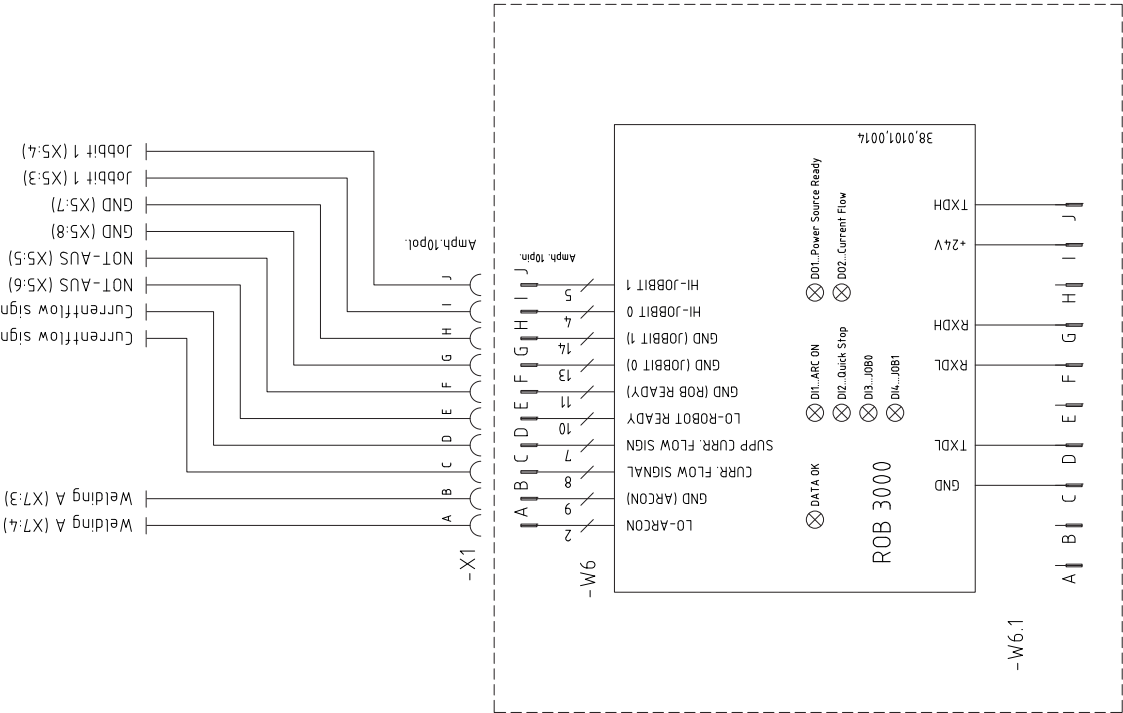 Jobbit 1 (X5:4)
Jobbit 1 (X5:3)
GND (X5:7)
GND (X5:8)
NOT-AUS (X5:5)
NOT-AUS (X5:6)
Currentflow sign
Currentflow sign
Welding A (X7:3)
Welding A (X7:4)
Amph.10pol.
J
I
H
G
F
E
D
C
B
A
-X1
Amph. 10pin.
J
I
H
G
F
E
D
C
B
A
5
4
14
13
11
10
7
8
9
2
-W6
HI-JOBBIT 1
HI-JOBBIT 0
GND (JOBBIT 1)
GND (JOBBIT 0)
GND (ROB READY)
LO-ROBOT READY
SUPP CURR. FLOW SIGN
CURR. FLOW SIGNAL
GND (ARCON)
LO-ARCON
38,0101,0014
DO1...Power Source Ready
DO2...Current Flow
DI1...ARC ON
DI2...Quick Stop
DI3...JOB0
DI4...JOB1
DATA OK
ROB 3000
TXDH
+24V
RXDH
RXDL
TXDL
GND
J
I
H
G
F
E
D
C
B
A
-W6.1